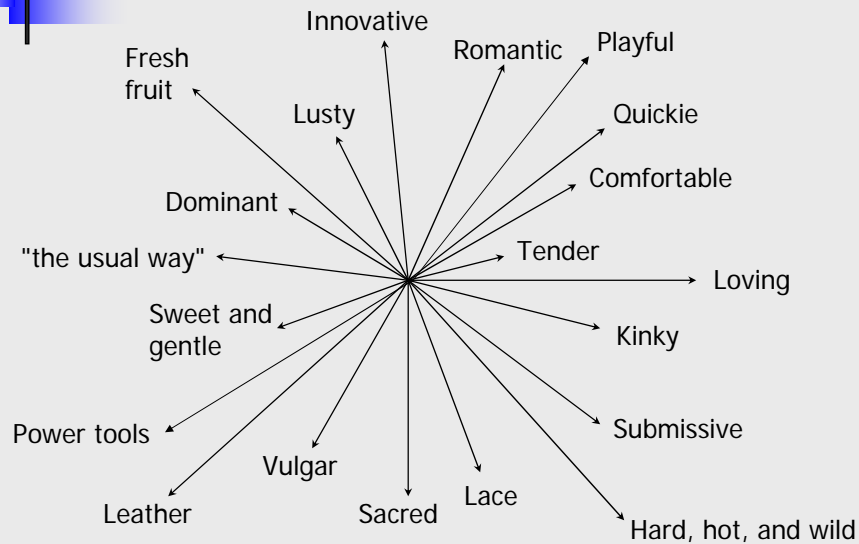 Innovative
Romantic
Playful
Fresh
fruit
Lusty
Quickie
Comfortable
Dominant
"the usual way"
Tender
Loving
Sweet and
gentle
Kinky
Power tools
Submissive
Vulgar
Lace
Leather
Sacred
Hard, hot, and wild